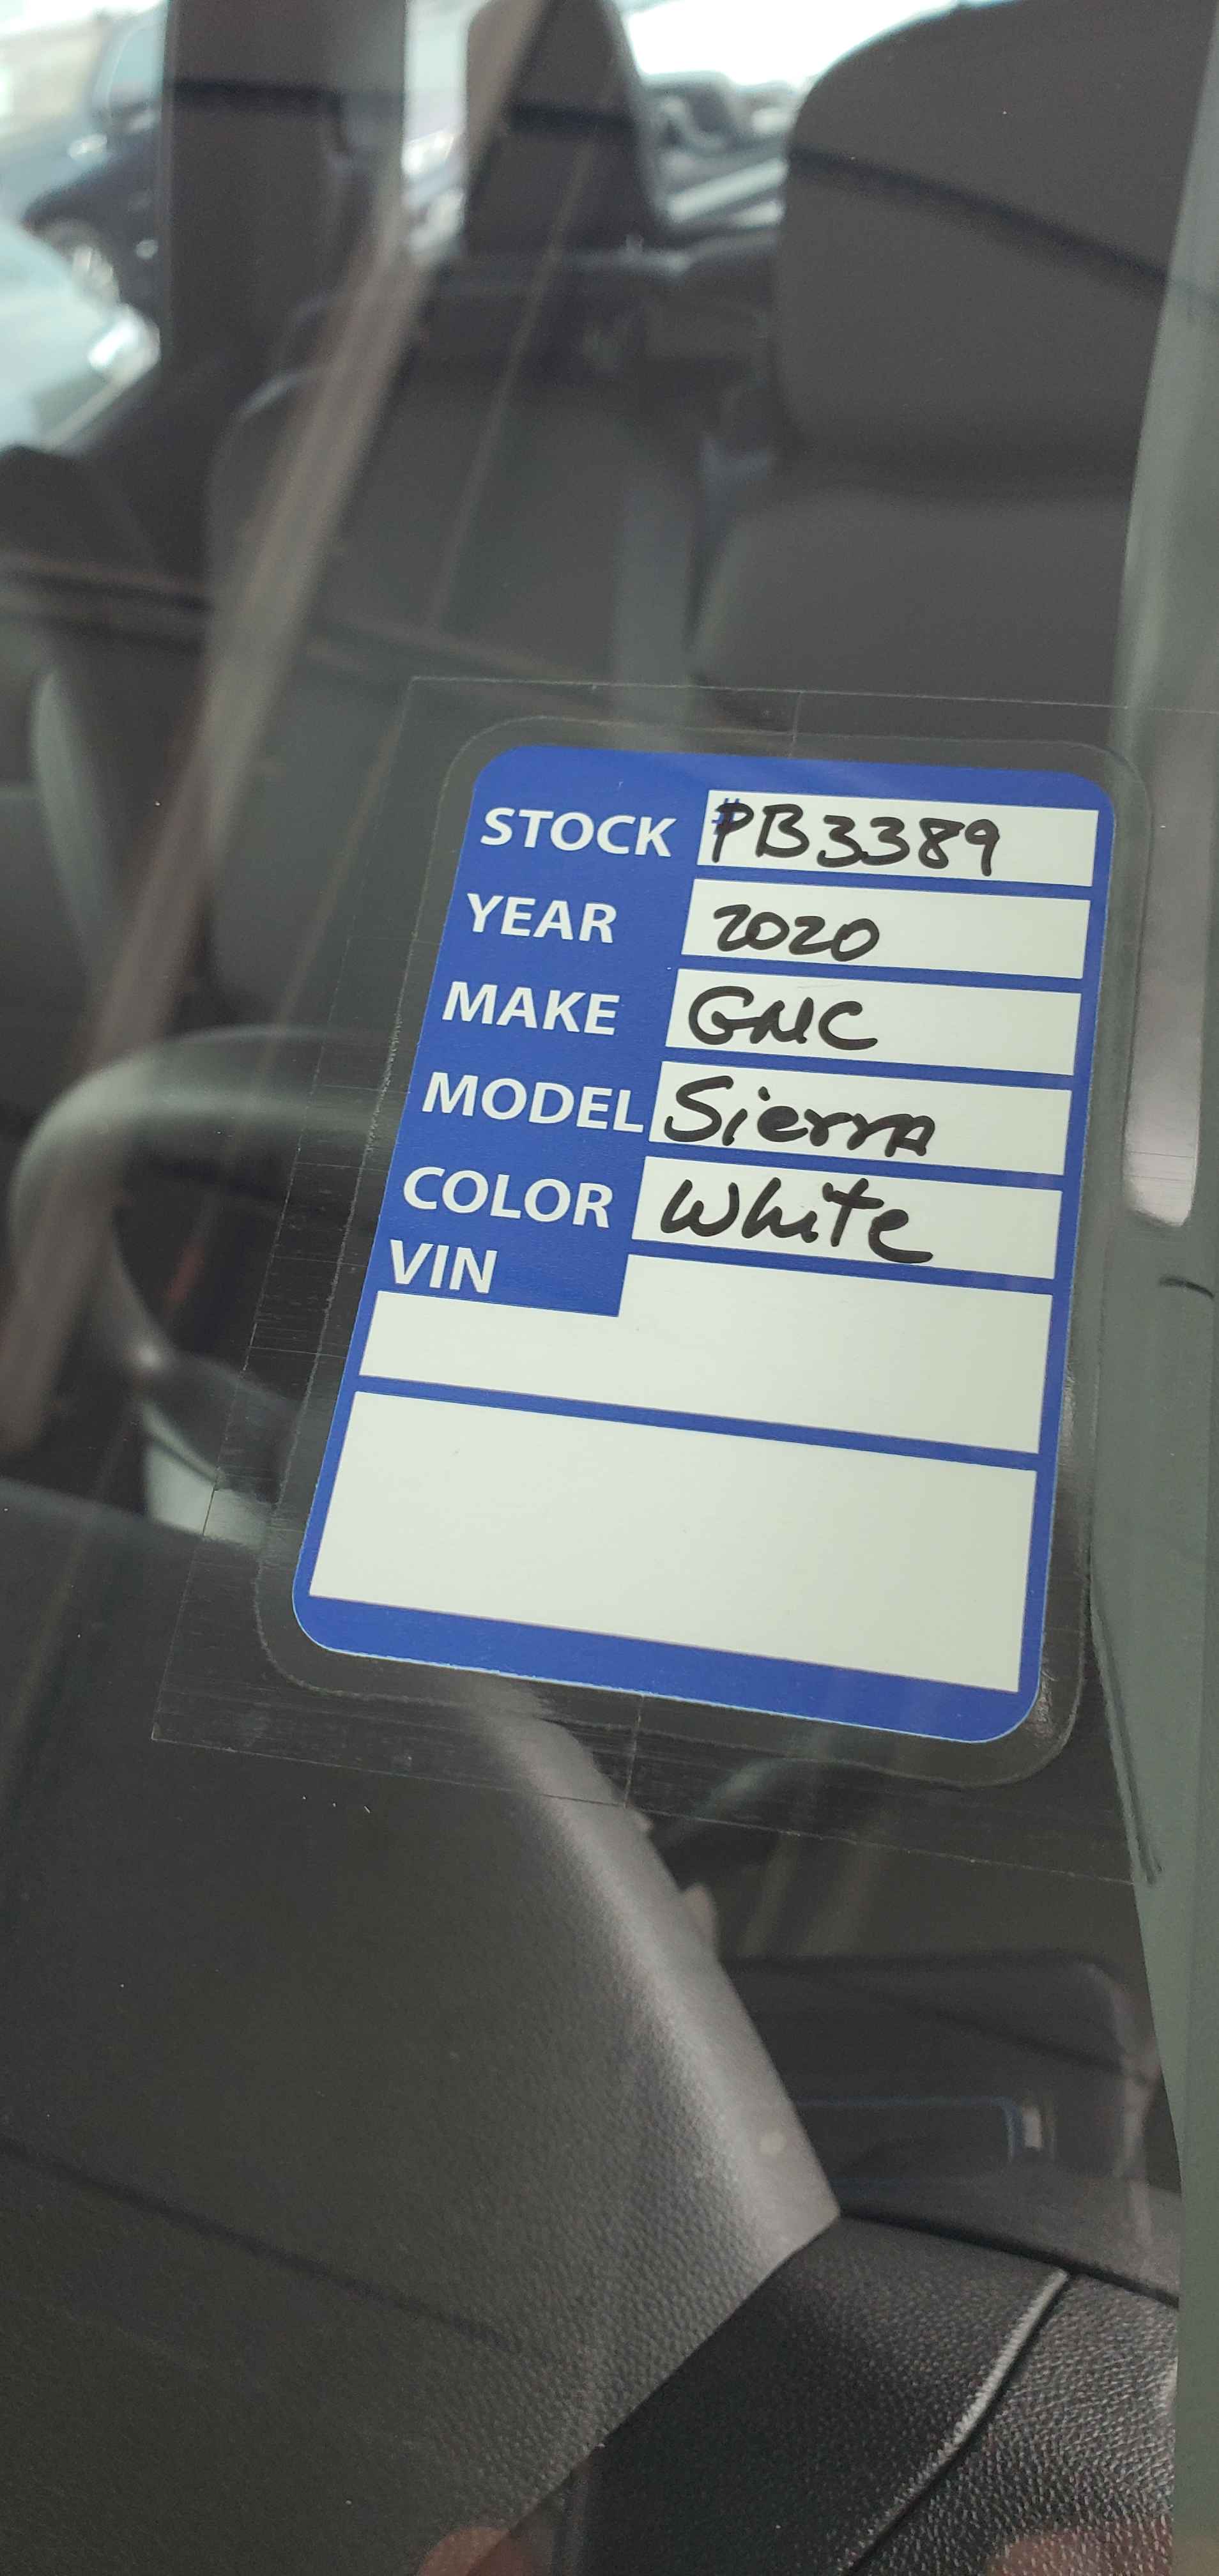 STOCK #PB3389
YEAR 2020
MAKE GMC
MODEL Sierra
COLOR White
VIN